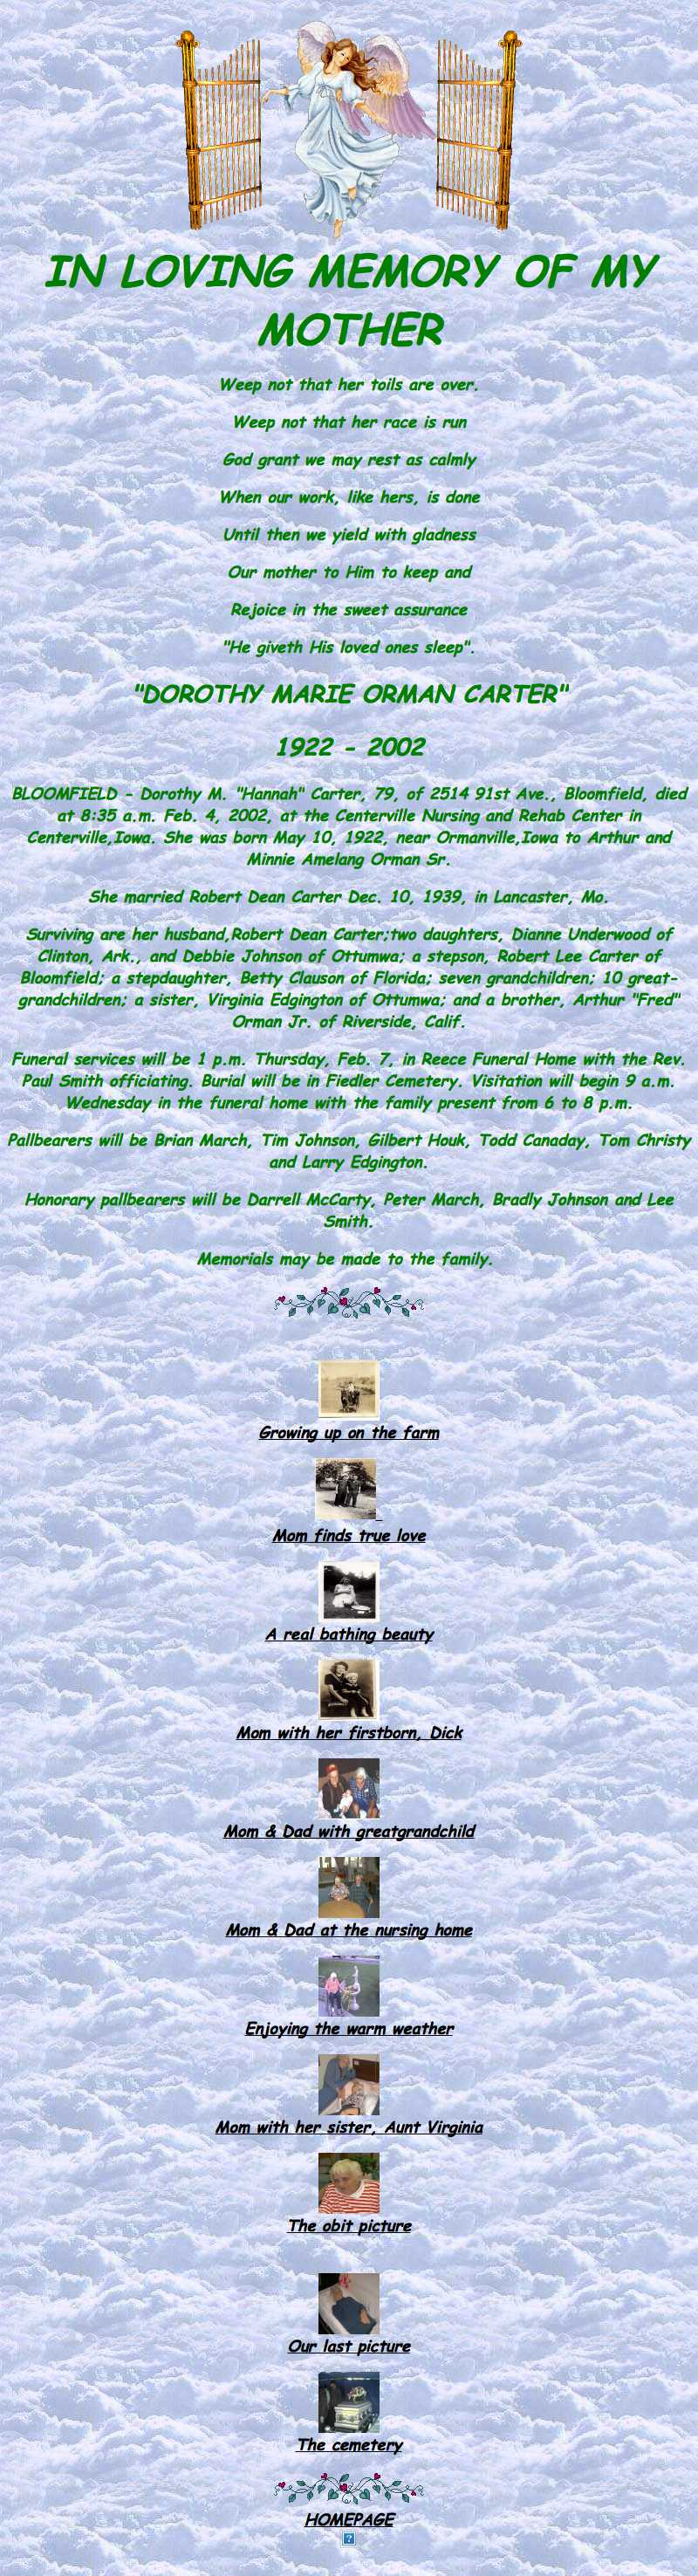 IN LOVING MEMORY OF MY
MOTHER
Weep not that her toils are over.
Weep not that her race is run
God grant we may rest as calmly
When our work, like hers, is done
Until then we yield with gladness
Our mother to Him to keep and
Rejoice in the sweet assurance
"He giveth His loved ones sleep".
"DOROTHY MARIE ORMAN CARTER"
1922 - 2002
BLOOMFIELD - Dorothy M. "Hannah" Carter, 79, of 2514 91st Ave., Bloomfield, died
at 8:35 a.m. Feb. 4, 2002, at the Centerville Nursing and Rehab Center in
Centerville,Iowa. She was born May 10, 1922, near Ormanville,Iowa to Arthur and
Minnie Amelang Orman Sr.
She married Robert Dean Carter Dec. 10, 1939, in Lancaster, Mo.
Surviving are her husband,Robert Dean Carter;two daughters, Dianne Underwood of
Clinton, Ark., and Debbie Johnson of Ottumwa; a stepson, Robert Lee Carter of
Bloomfield; a stepdaughter, Betty Clauson of Florida; seven grandchildren; 10 great-
grandchildren; a sister, Virginia Edgington of Ottumwa; and a brother, Arthur "Fred"
Orman Jr. of Riverside, Calif.
Funeral services will be 1 p.m. Thursday, Feb. 7, in Reece Funeral Home with the Rev.
Paul Smith officiating. Burial will be in Fiedler Cemetery. Visitation will begin 9 a.m.
Wednesday in the funeral home with the family present from 6 to 8 p.m.
Pallbearers will be Brian March, Tim Johnson, Gilbert Houk, Todd Canaday, Tom Christy
and Larry Edgington.
Honorary pallbearers will be Darrell McCarty, Peter March, Bradly Johnson and Lee
Smith.
Memorials may be made to the family.
Growing up on the farm
Mom finds true love
A real bathing beauty
Mom with her firstborn, Dick
Mom & Dad with greatgrandchild
Mom & Dad at the nursing home
Enjoying the warm weather
Mom with her sister, Aunt Virginia
The obit picture
Our last picture
The cemetery
HOMEPAGE